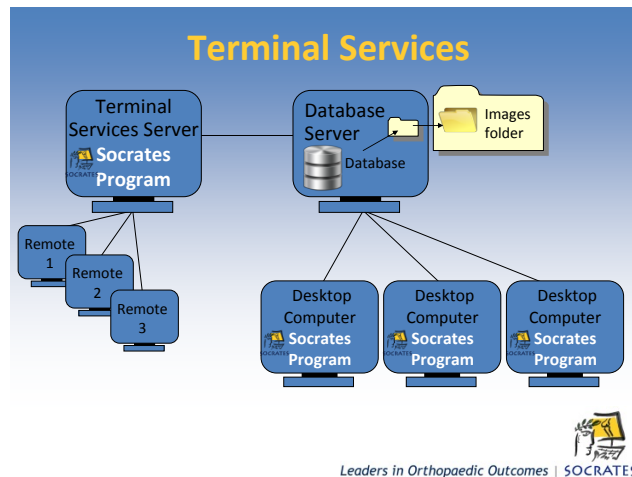 Terminal Services
Terminal
Services Server
Socrates
Program
SOCRATES
Database
Server
Database
Images
folder
Remote
1
Remote
2
Remote
3
Desktop
Computer
Socrates
Program
SOCRATES
Desktop
Computer
Socrates
Program
SOCRATES
Desktop
Computer
Socrates
Program
SOCRATES
Leaders in Orthopaedic Outcomes | SOCRATES